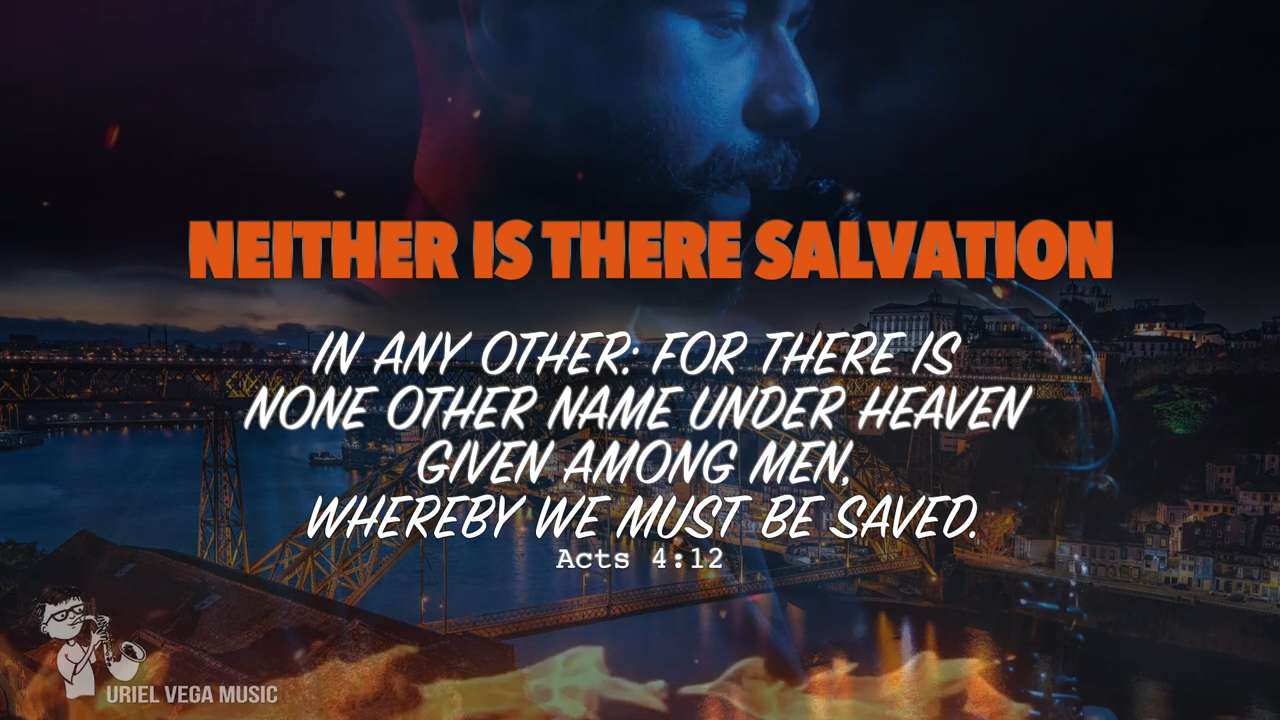 NEITHER IS THERE SALVATION
IN ANY OTHER: FOR THERE IS
NONE OTHER NAME UNDER HEAVEN
GIVEN AMONG MEN,
WHEREBY WE MUST BE SAVED.
Acts 4:12
URIEL VEGA MUSIC